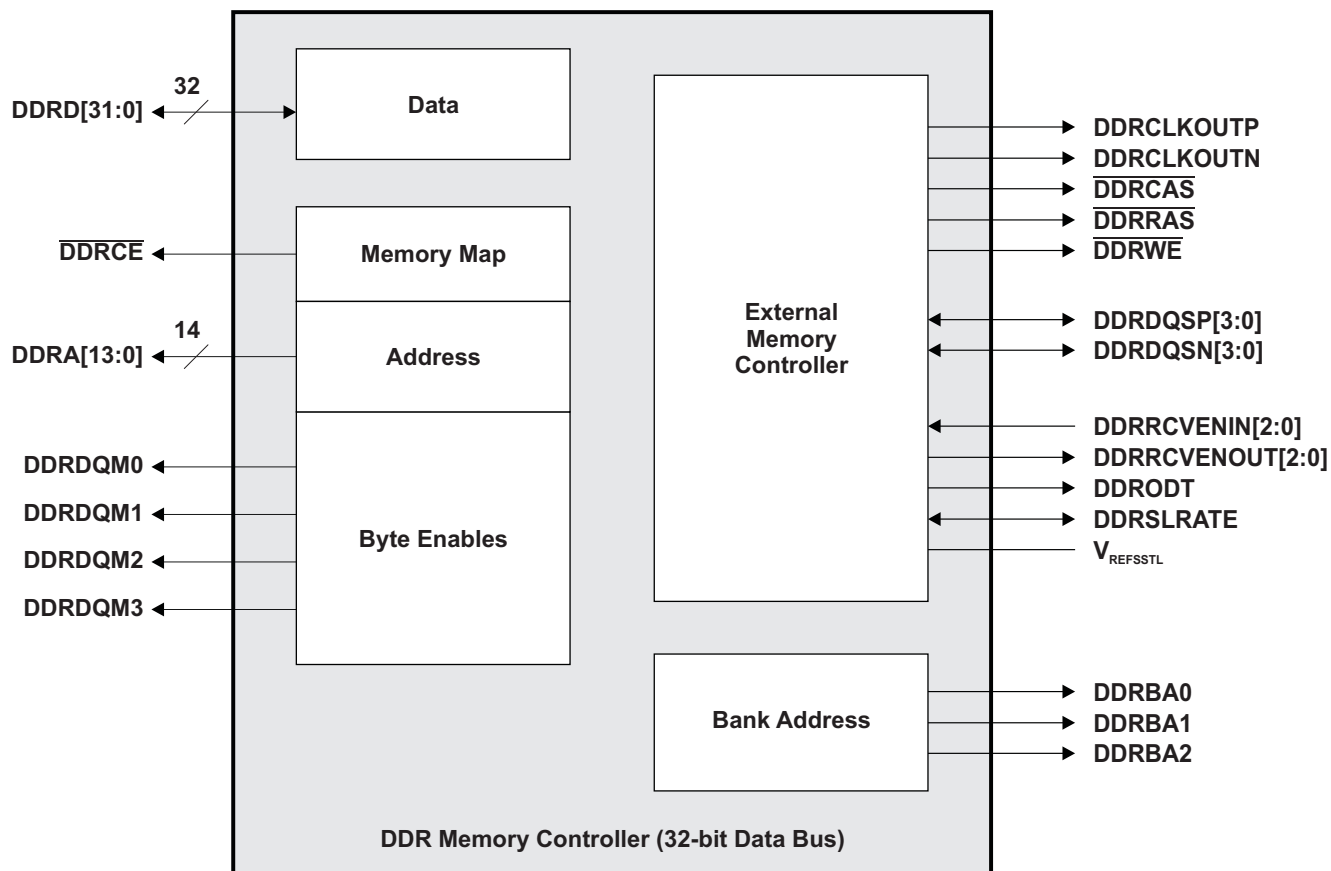 32
DDRD[31:0]
Data
DDRCE
Memory Map
14
DDRA[13:0]
Address
DDRDQM0
DDRDQM1
DDRDQM2
DDRDQM3
Byte Enables
External
Memory
Controller
DDRCLKOUTP
DDRCLKOUTN
DDRCAS
DDRRAS
DDRWE
DDRDQSP[3:0]
DDRDQSN[3:0]
DDRRCVENIN[2:0]
DDRRCVENOUT[2:0]
DDRODT
DDRSLRATE
VREFSSTL
Bank Address
DDRBA0
DDRBA1
DDRBA2
DDR Memory Controller (32-bit Data Bus)